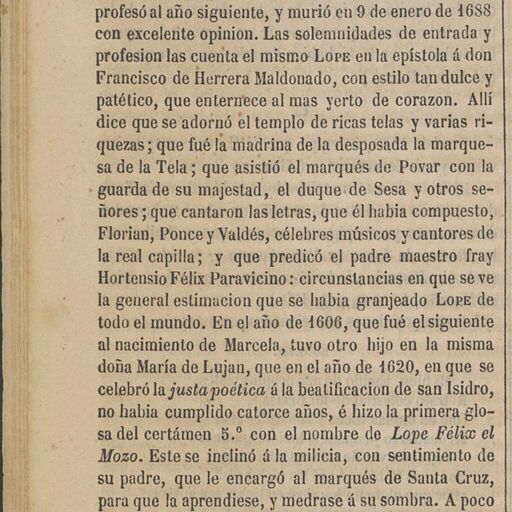 profesó al año siguiente, y murió en 9 de enero de 1688
con excelente opinion. Las solemnidades de entrada y
profesion las cuenta el mismo LOPE en la epístola á don
Francisco de Herrera Maldonado, con estilo tan dulce y
patético, que enternece al mas yerto de corazon. Allí
dice que se adornó el templo de ricas telas y varias ri-
quezas; que fué la madrina de la desposada la marque-
sa de la Tela; que asistió el marqués de Povar con la
guarda de su majestad, el duque de Sesa y otros se-
ñores; que cantaron las letras, que él habia compuesto,
Florian, Ponce y Valdés, célebres músicos y cantores de
la real capilla; y que predicó el padre maestro fray
Hortensio Félix Paravicino: circunstancias en que se ve
la general estimacion que se habia granjeado LOPE de
todo el mundo. En el año de 1606, que fué el siguiente
al nacimiento de Marcela, tuvo otro hijo en la misma
doña María de Lujan, que en el año de 1620, en que se
celebró la justa poética á la beatificacion de san Isidro,
no habia cumplido catorce años, é hizo la primera glo-
sa del certámen 5.º con el nombre de Lope Félix el
Mozo. Este se inclinó á la milicia, con sentimiento de
su padre, que le encargó al marqués de Santa Cruz,
para que la aprendiese, y medrase á su sombra. A poco